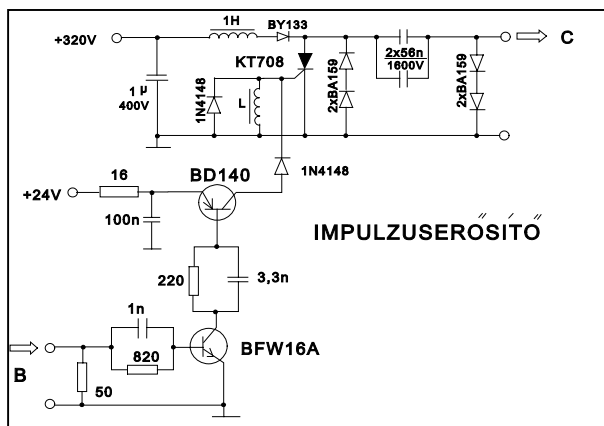 1H
BY133
+320V
C
KT708
2x56n
1600V
1 µ
400V
1N4148
L
2xBA159
2xBA159
1N4148
16
BD140
+24V
100n
IMPULZUSERŐSÍTŐ
220
3,3n
1n
820
BFW16A
B
50